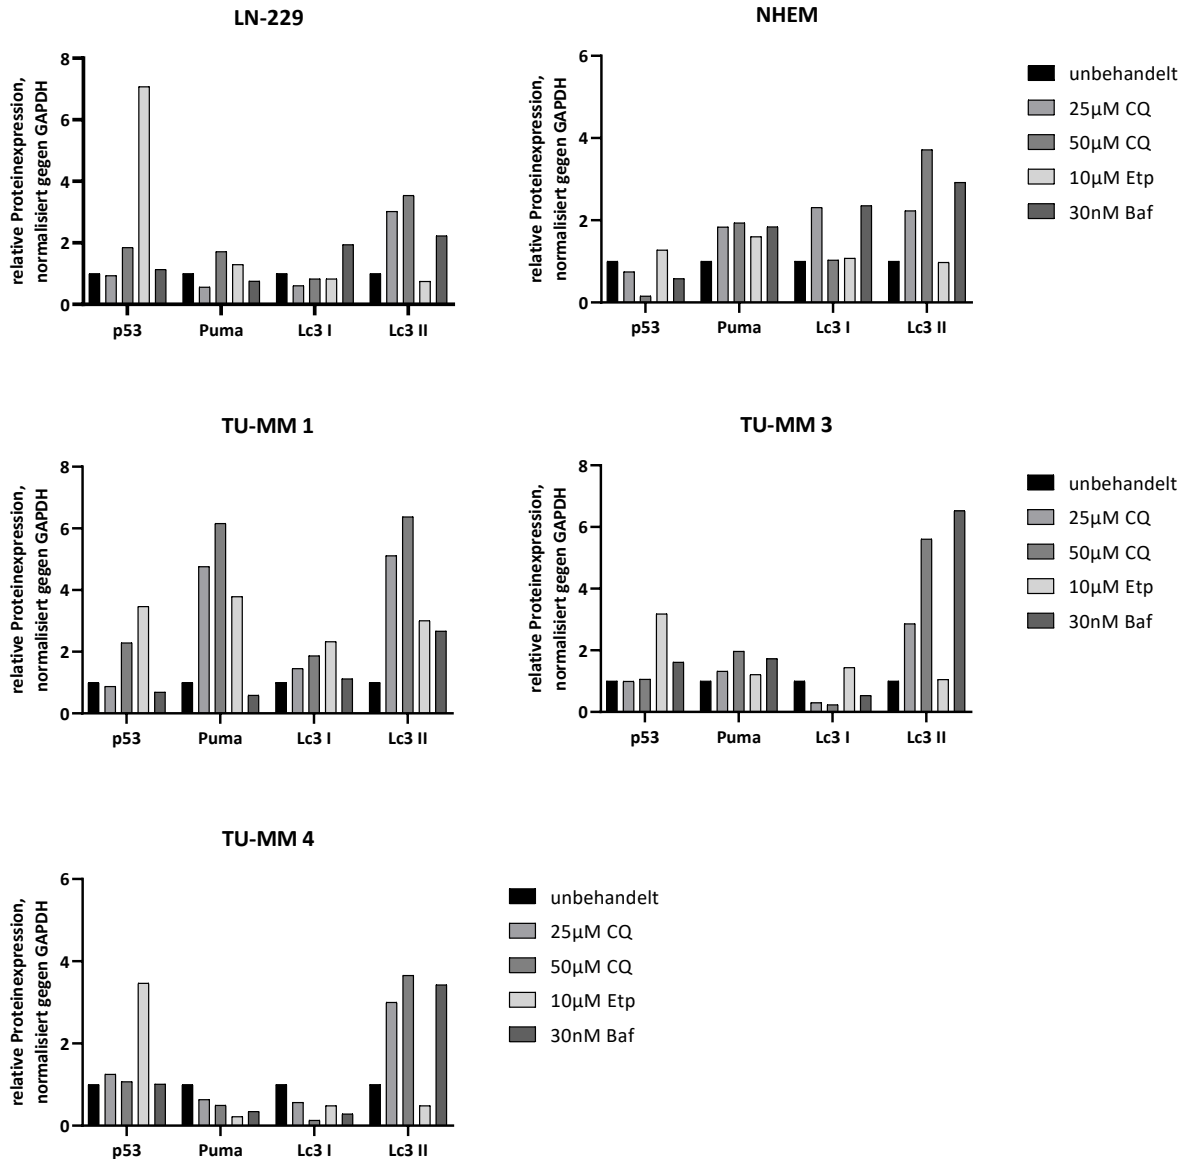 LN-229
relative Proteinexpression,
normalisiert gegen GAPDH
8
6
4
2
0
p53 Puma Lc3 I Lc3 II
NHEM
relative Proteinexpression,
normalisiert gegen GAPDH
6
4
2
0
p53 Puma Lc3 I Lc3 II
unbehandelt
25µM CQ
50µM CQ
10µM Etp
30nM Baf
TU-MM 1
relative Proteinexpression,
normalisiert gegen GAPDH
8
6
4
2
0
p53 Puma Lc3 I Lc3 II
TU-MM 3
relative Proteinexpression,
normalisiert gegen GAPDH
8
6
4
2
0
p53 Puma Lc3 I Lc3 II
unbehandelt
25µM CQ
50µM CQ
10µM Etp
30nM Baf
TU-MM 4
relative Proteinexpression,
normalisiert gegen GAPDH
6
4
2
0
p53 Puma Lc3 I Lc3 II
unbehandelt
25µM CQ
50µM CQ
10µM Etp
30nM Baf